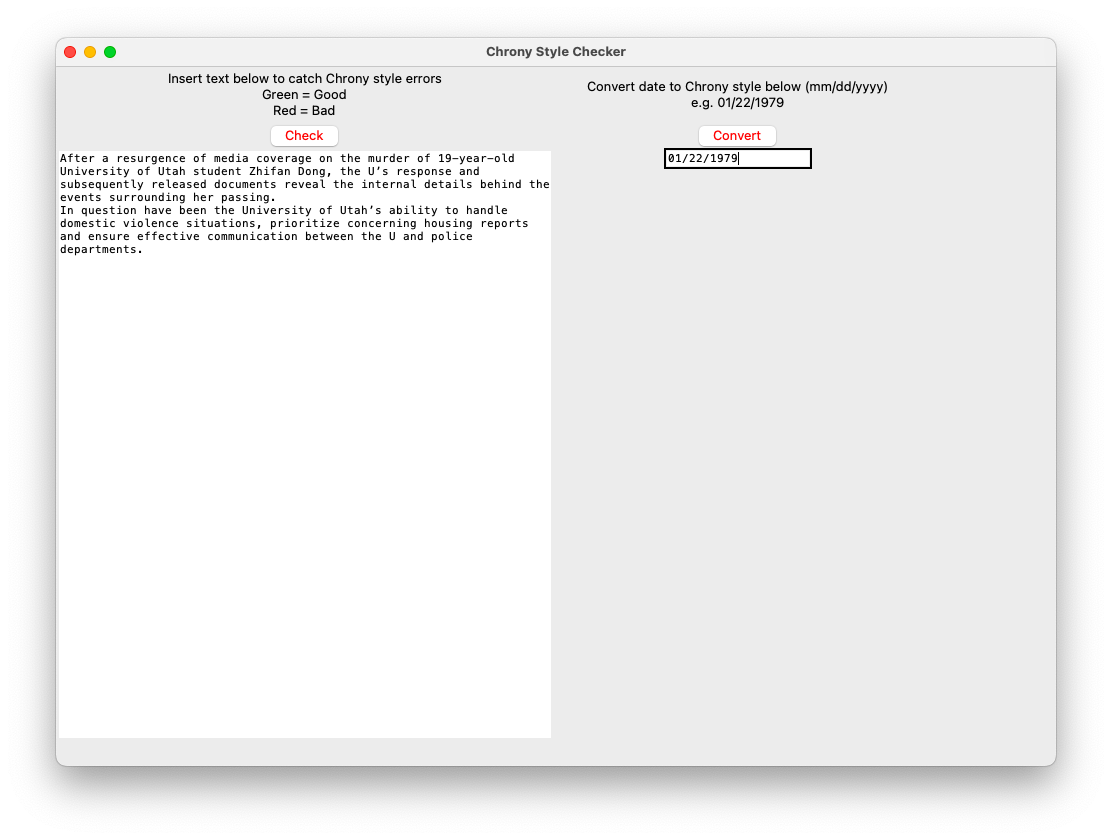 Chrony Style Checker
Insert text below to catch Chrony style errors
Green = Good
Red = Bad
Check
After a resurgence of media coverage on the murder of 19-year-old
University of Utah student Zhifan Dong, the U’s response and
subsequently released documents reveal the internal details behind the
events surrounding her passing.
In question have been the University of Utah’s ability to handle
domestic violence situations, prioritize concerning housing reports
and ensure effective communication between the U and police
departments.
Convert date to Chrony style below (mm/dd/yyyy)
e.g. 01/22/1979
Convert
01/22/1979